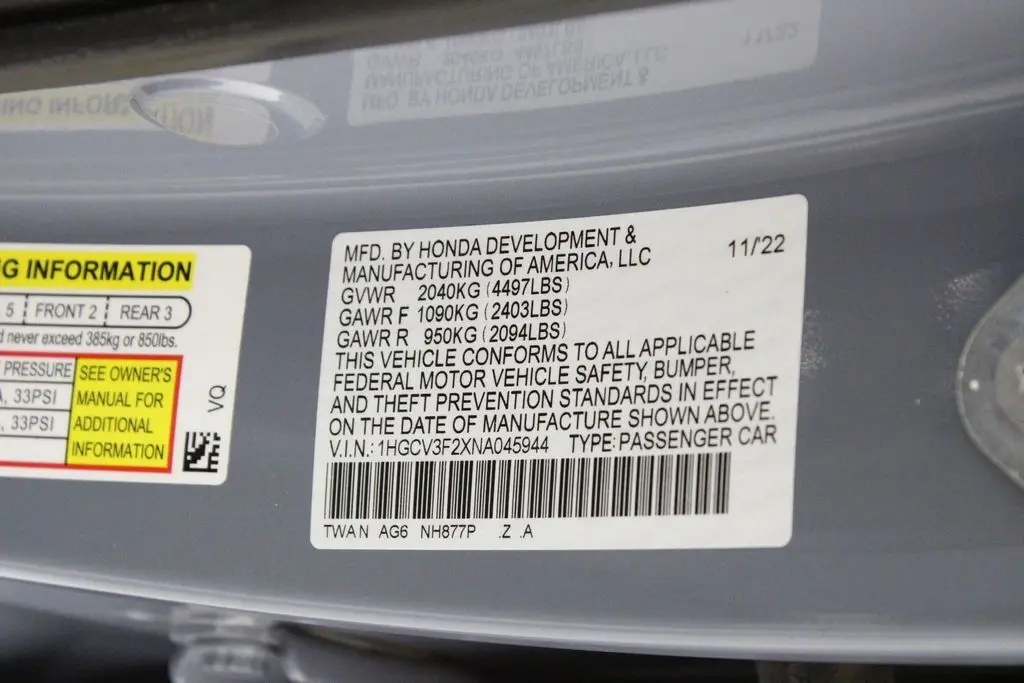 MFD. BY HONDA DEVELOPMENT &
MANUFACTURING OF AMERICA, LLC
11/'22
GVWR 2040KG (4497LBS)
GAWR F 1090KG (2403LBS)
GAWR R 950KG (2094LBS)
THIS VEHICLE CONFORMS TO ALL APPLICABLE
FEDERAL MOTOR VEHICLE SAFETY, BUMPER,
AND THEFT PREVENTION STANDARDS IN EFFECT
ON THE DATE OF MANUFACTURE SHOWN ABOVE.
V.I.N.: 1HGCV3F2XNA045944 TYPE: PASSENGER CAR
TWAN AG6 NH877P .Z .A
INFORMATION
5 FRONT 2 REAR 3
never exceed 385kg or 850lbs.
PRESSURE
33PSI
33PSI
SEE OWNER'S
MANUAL FOR
ADDITIONAL
INFORMATION
VQ